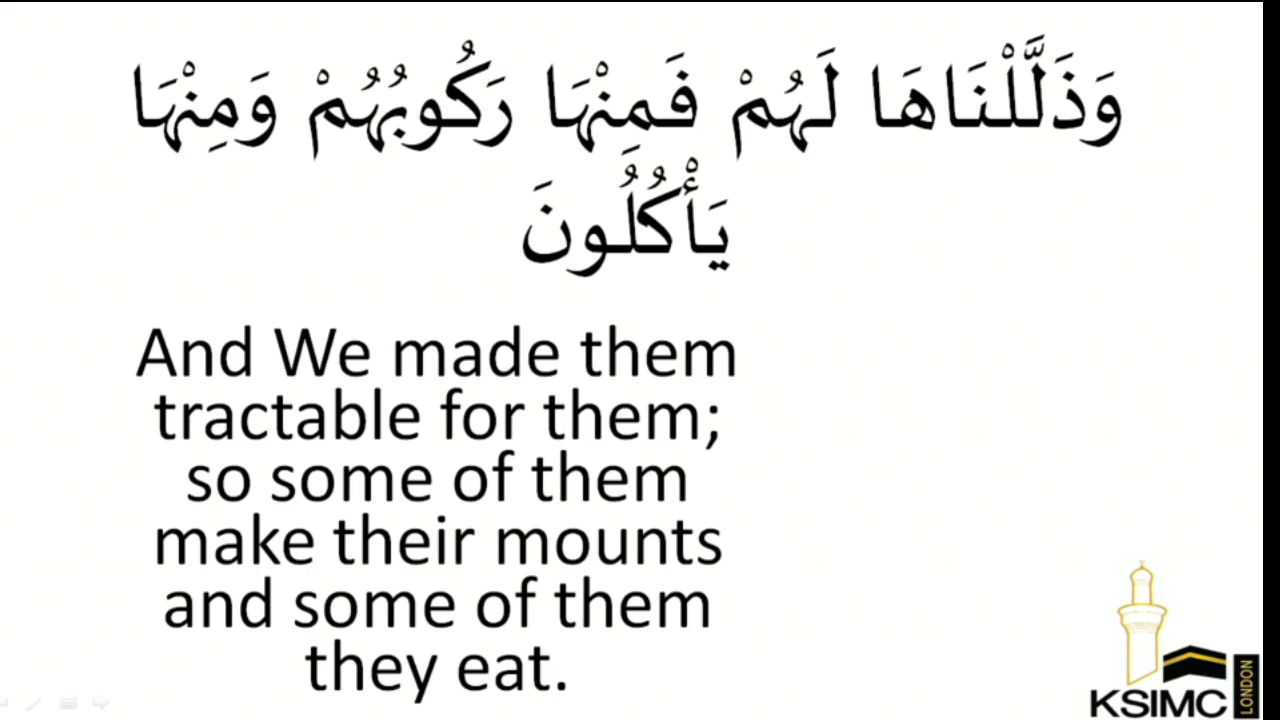 وَذَلَّلْنَاهَا لَهُمْ فَمِنْهَا رَكُوبُهُمْ وَمِنْهَا
يَأْكُلُونَ
And We made them
tractable for them;
so some of them
make their mounts
and some of them
they eat.
KSIMC
LONDON